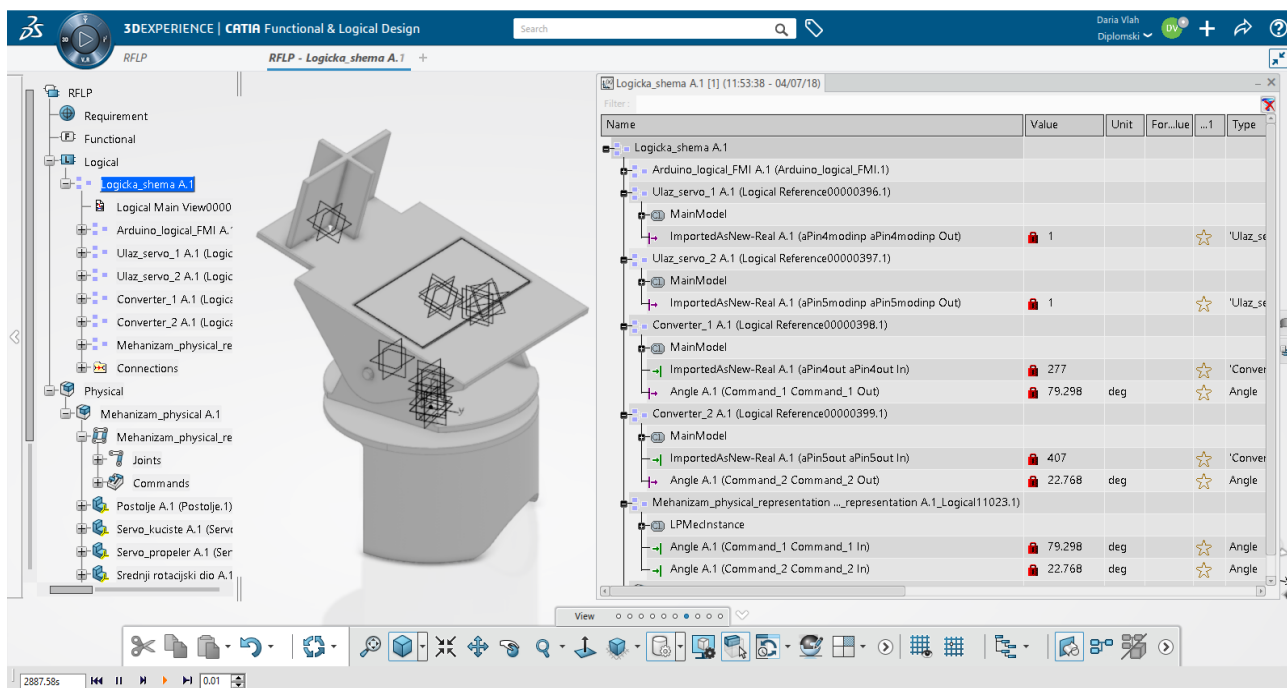 3DEXPERIENCE | CATIA Functional & Logical Design
Search
Daria Vlah
Diplomski
DV
3D
V.R
RFLP
RFLP - Logicka_shema A.1
RFLP
Requirement
Functional
Logical
Logicka_shema A.1
Logical Main View0000
Arduino_logical_FMI A.
Ulaz_servo_1 A.1 (Logic
Ulaz_servo_2 A.1 (Logic
Converter_1 A.1 (Logica
Converter_2 A.1 (Logica
Mehanizam_physical_re
Connections
Physical
Mehanizam_physical A.1
Mehanizam_physical_re
Joints
Commands
Postolje A.1 (Postolje.1)
Servo_kuciste A.1 (Servo
Servo_propeler A.1 (Ser
Srednji rotacijski dio A.1
y
Logicka_shema A.1 [1] (11:53:38 - 04/07/18)
Filter :
Name Value Unit For...lue ...1 Type
Logicka_shema A.1
Arduino_logical_FMI A.1 (Arduino_logical_FMI.1)
Ulaz_servo_1 A.1 (Logical Reference00000396.1)
MainModel
ImportedAsNew-Real A.1 (aPin4modinp aPin4modinp Out) 1 'Ulaz_se
Ulaz_servo_2 A.1 (Logical Reference00000397.1)
MainModel
ImportedAsNew-Real A.1 (aPin5modinp aPin5modinp Out) 1 'Ulaz_se
Converter_1 A.1 (Logical Reference00000398.1)
MainModel
ImportedAsNew-Real A.1 (aPin4out aPin4out In) 277 'Conver
Angle A.1 (Command_1 Command_1 Out) 79.298 deg Angle
Converter_2 A.1 (Logical Reference00000399.1)
MainModel
ImportedAsNew-Real A.1 (aPin5out aPin5out In) 407 'Conver
Angle A.1 (Command_2 Command_2 Out) 22.768 deg Angle
Mehanizam_physical_representation ..._representation A.1_Logical11023.1)
LPMecInstance
Angle A.1 (Command_1 Command_1 In) 79.298 deg Angle
Angle A.1 (Command_2 Command_2 In) 22.768 deg Angle
View
2887.58s 0.01